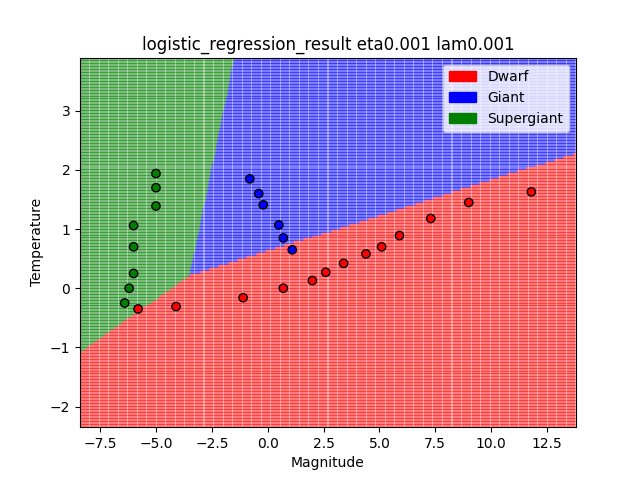 logistic_regression_result eta0.001 lam0.001
Dwarf
Giant
Supergiant
Temperature
3
2
1
0
−1
−2
−7.5 −5.0 −2.5 0.0 2.5 5.0 7.5 10.0 12.5
Magnitude